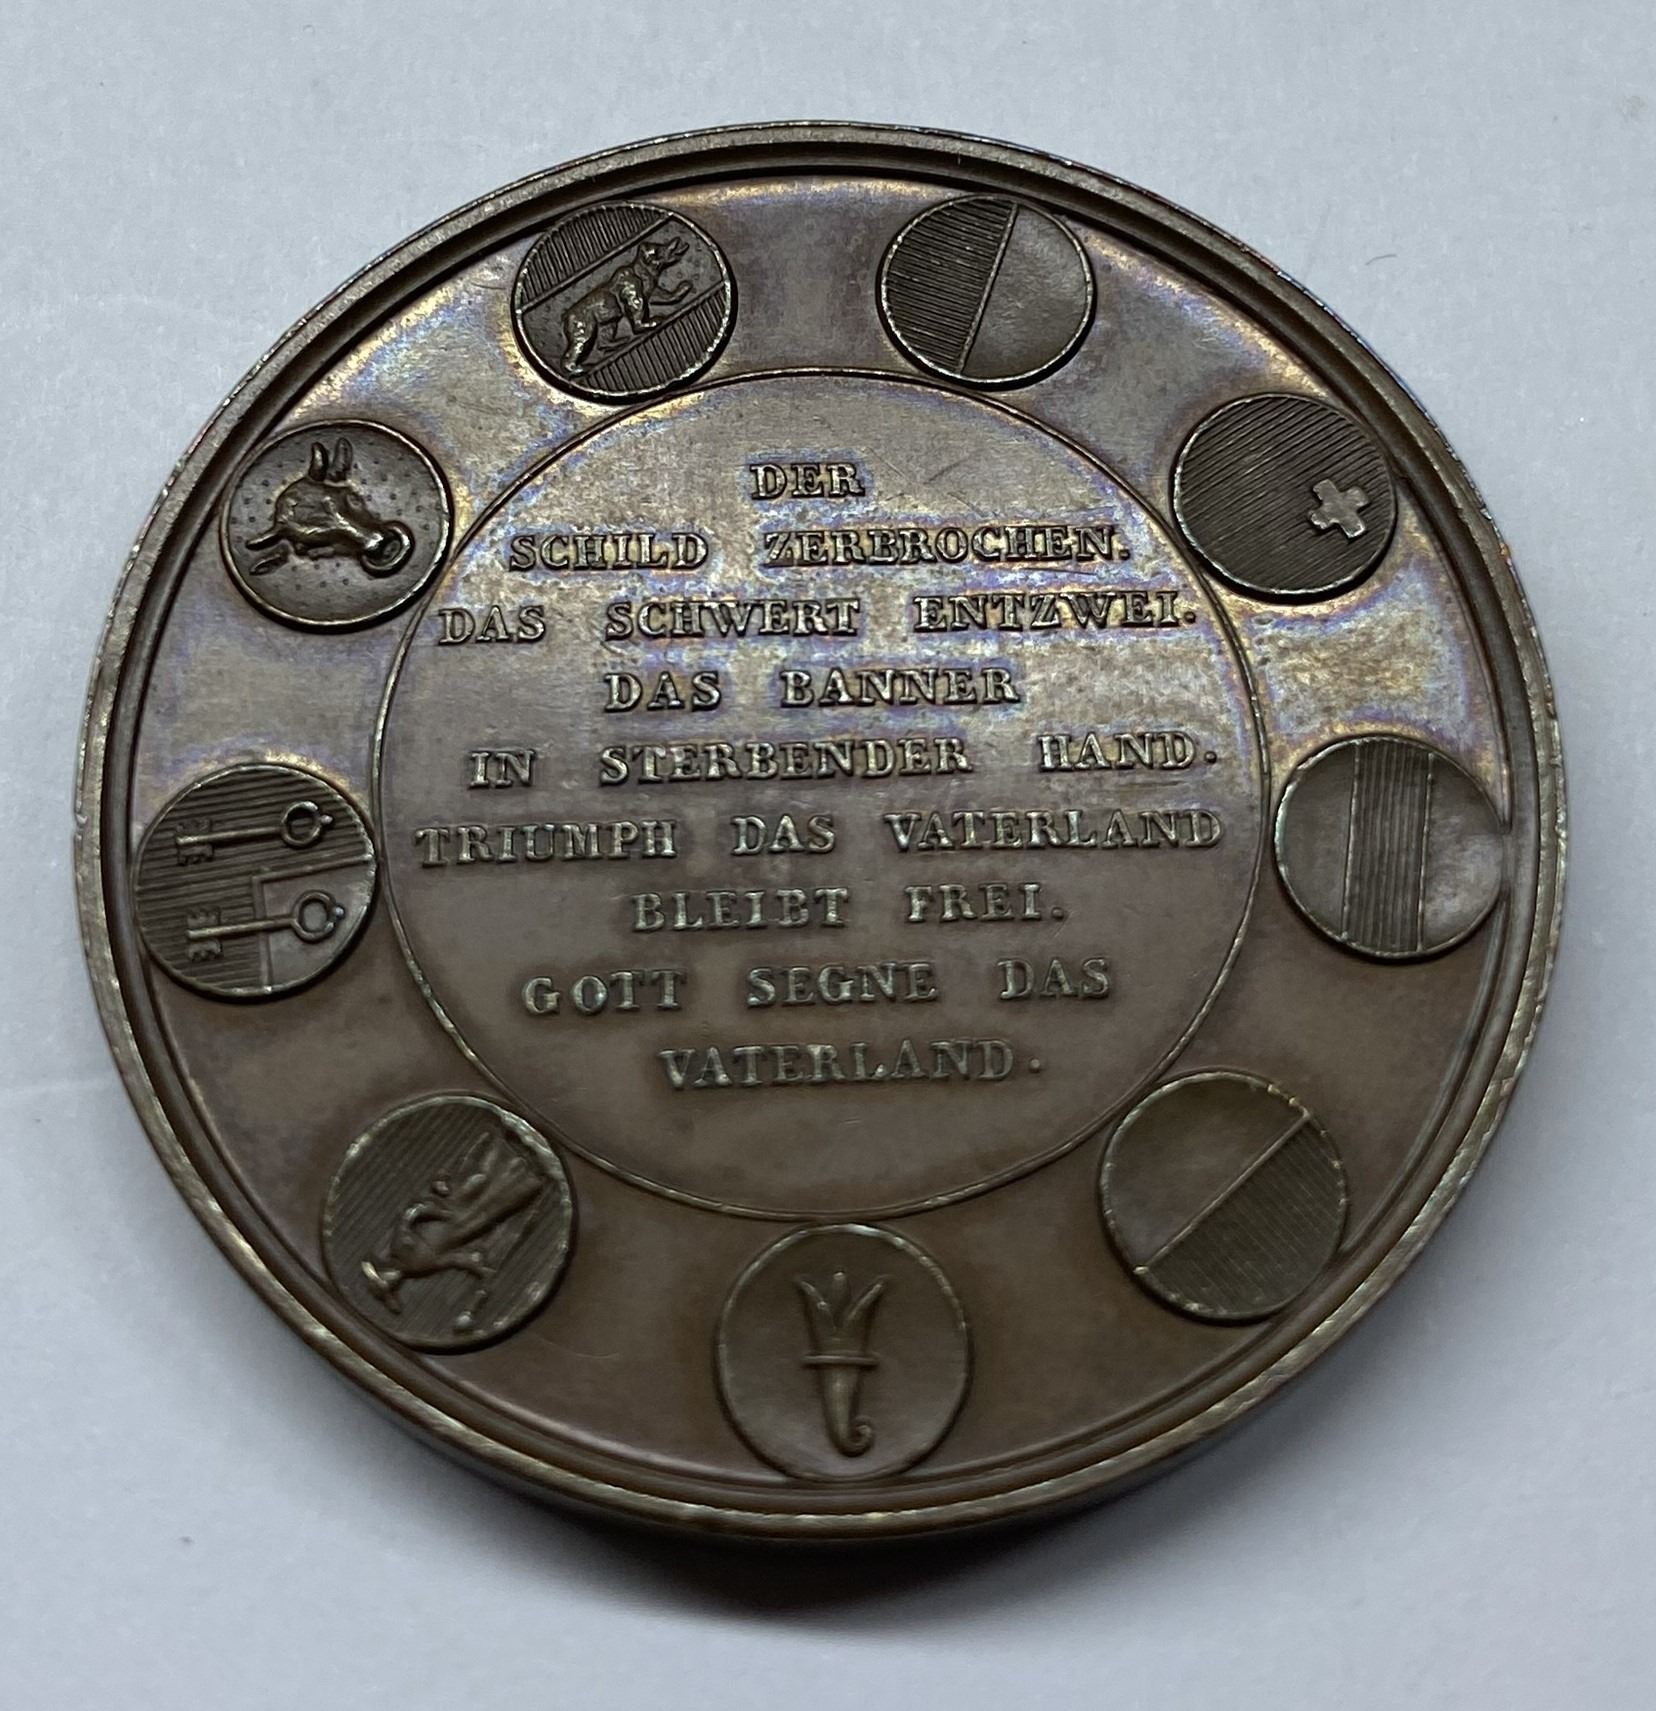 DER
SCHILD ZERBROCHEN.
DAS SCHWERT ENTZWEI.
DAS BANNER
IN STERBENDER HAND.
TRIUMPH DAS VATERLAND
BLEIBT FREI.
GOTT SEGNE DAS
VATERLAND.